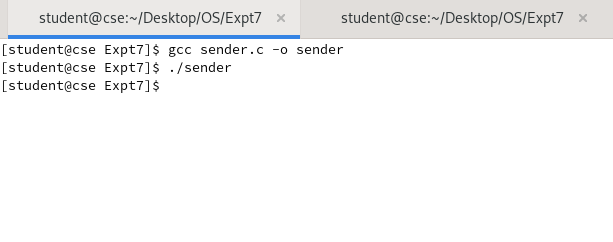 student@cse:~/Desktop/OS/Expt7 × student@cse:~/Desktop/OS/Expt7 ×
[student@cse Expt7]$ gcc sender.c -o sender
[student@cse Expt7]$ ./sender
[student@cse Expt7]$